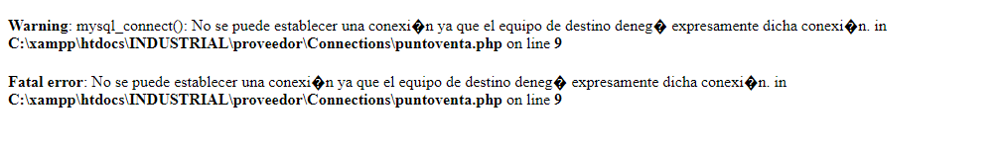 Warning: mysql_connect(): No se puede establecer una conexi�n ya que el equipo de destino deneg� expresamente dicha conexi�n. in
C:\xampp\htdocs\INDUSTRIAL\proveedor\Connections\puntoventa.php on line 9
Fatal error: No se puede establecer una conexi�n ya que el equipo de destino deneg� expresamente dicha conexi�n. in
C:\xampp\htdocs\INDUSTRIAL\proveedor\Connections\puntoventa.php on line 9